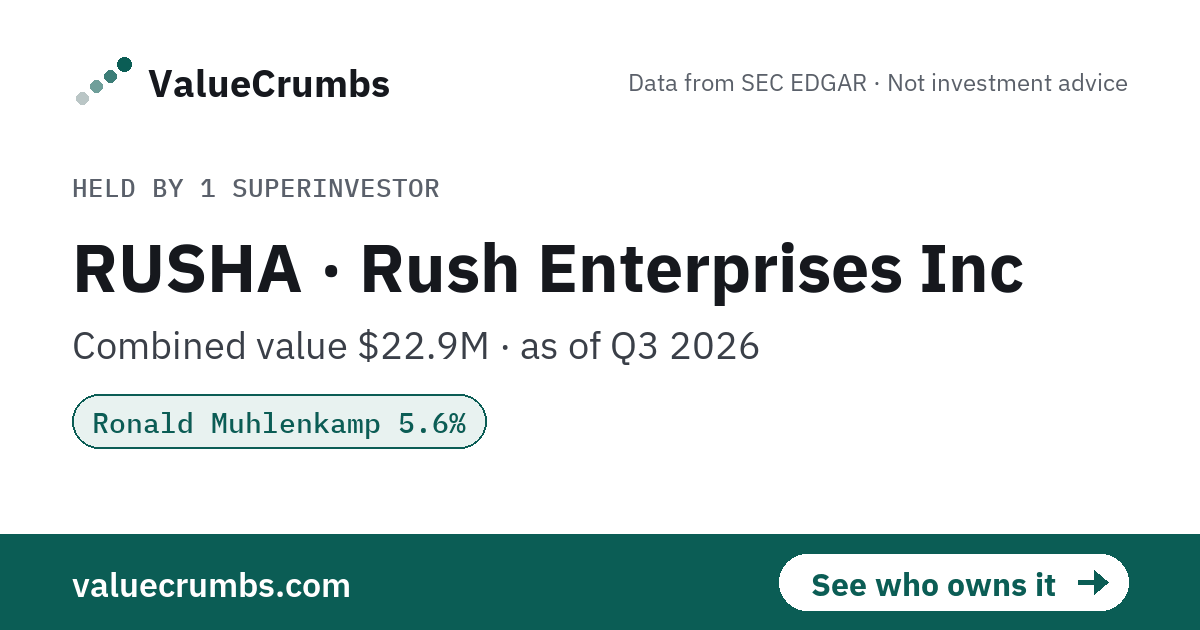 ValueCrumbs
Data from SEC EDGAR · Not investment advice
HELD BY 1 SUPERINVESTOR
RUSHA · Rush Enterprises Inc
Combined value $22.9M · as of Q3 2026
Ronald Muhlenkamp 5.6%
valuecrumbs.com
See who owns it →